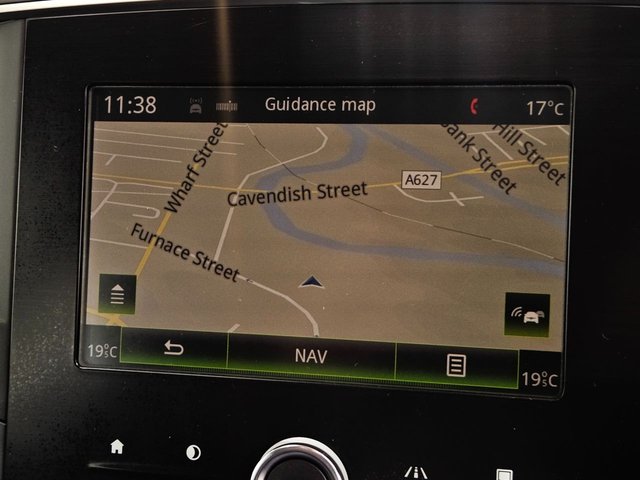 11:38
Guidance map
17°C
Wharf Street
Cavendish Street
A627
Bank Street
Hill Street
Furnace Street
19°C
NAV
19°C